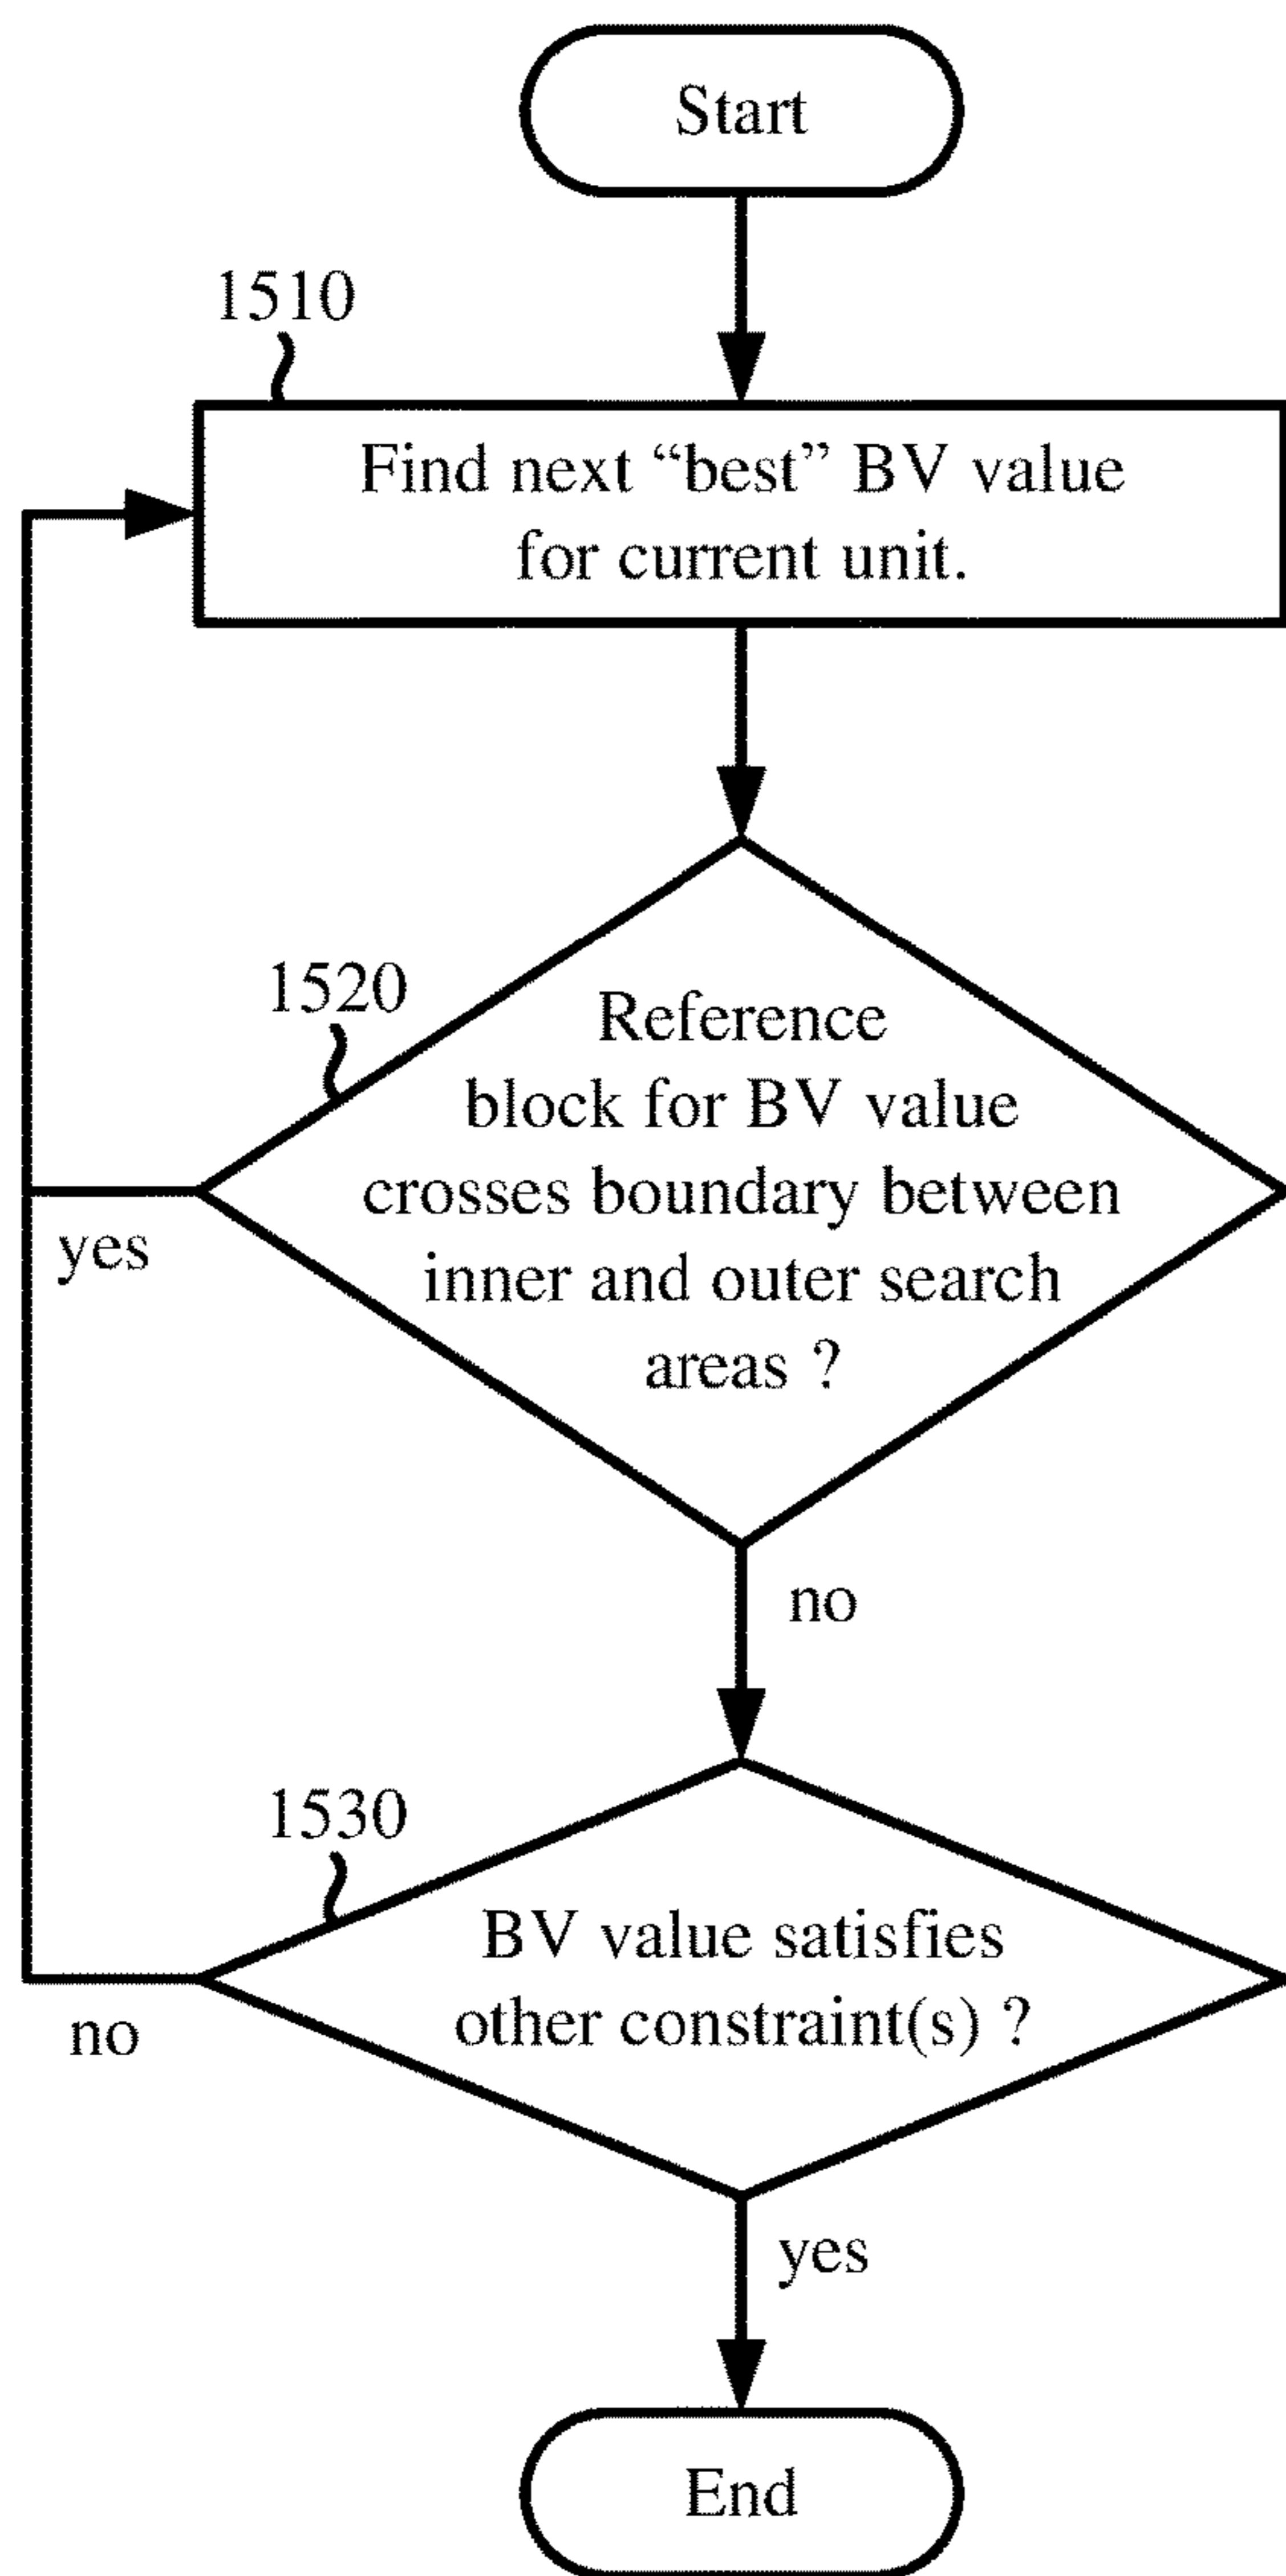 Start
1510
Find next “best” BV value
for current unit.
1520
Reference
block for BV value
crosses boundary between
inner and outer search
areas ?
yes
no
1530
BV value satisfies
other constraint(s) ?
no
yes
End